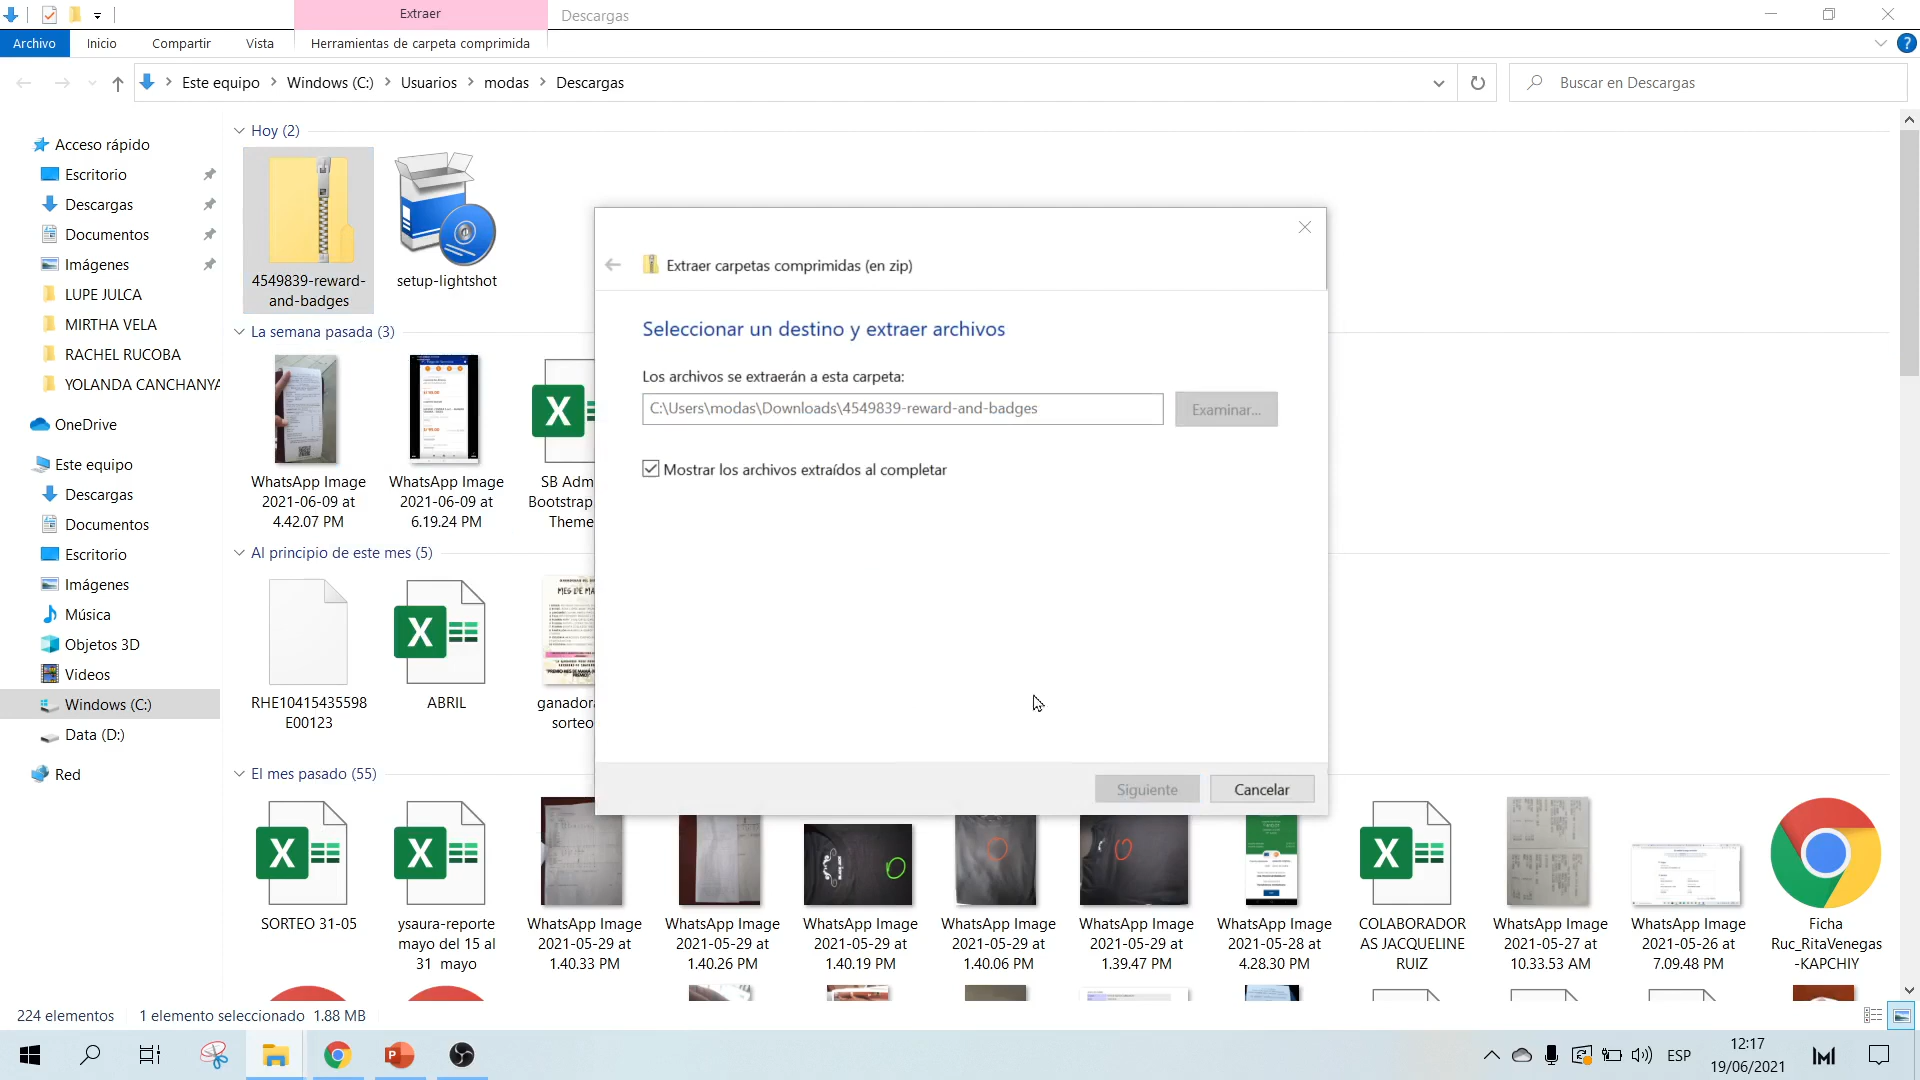 Extraer
Descargas
Archivo
Inicio
Compartir
Vista
Herramientas de carpeta comprimida
Este equipo
Windows (C:)
Usuarios
modas
Descargas
Buscar en Descargas
Acceso rápido
Escritorio
Descargas
Documentos
Imágenes
LUPE JULCA
MIRTHA VELA
RACHEL RUCOBA
YOLANDA CANCHANYA
OneDrive
Este equipo
Descargas
Documentos
Escritorio
Imágenes
Música
Objetos 3D
Videos
Windows (C:)
Data (D:)
Red
Hoy (2)
4549839-reward-
and-badges
setup-lightshot
La semana pasada (3)
WhatsApp Image
2021-06-09 at
4.42.07 PM
WhatsApp Image
2021-06-09 at
6.19.24 PM
SB Adm
Bootstrap
Theme
Al principio de este mes (5)
RHE10415435598
E00123
ABRIL
MES DE MA
ganadora
sorteo
El mes pasado (55)
SORTEO 31-05
ysaura-reporte
mayo del 15 al
31 mayo
WhatsApp Image
2021-05-29 at
1.40.33 PM
WhatsApp Image
2021-05-29 at
1.40.26 PM
WhatsApp Image
2021-05-29 at
1.40.19 PM
WhatsApp Image
2021-05-29 at
1.40.06 PM
WhatsApp Image
2021-05-29 at
1.39.47 PM
WhatsApp Image
2021-05-28 at
4.28.30 PM
COLABORADOR
AS JACQUELINE
RUIZ
WhatsApp Image
2021-05-27 at
10.33.53 AM
WhatsApp Image
2021-05-26 at
7.09.48 PM
Ficha
Ruc_RitaVenegas
-KAPCHIY
Extraer carpetas comprimidas (en zip)
Seleccionar un destino y extraer archivos
Los archivos se extraerán a esta carpeta:
C:\Users\modas\Downloads\4549839-reward-and-badges
Examinar...
Mostrar los archivos extraídos al completar
Siguiente
Cancelar
224 elementos
1 elemento seleccionado 1.88 MB
ESP
12:17
19/06/2021